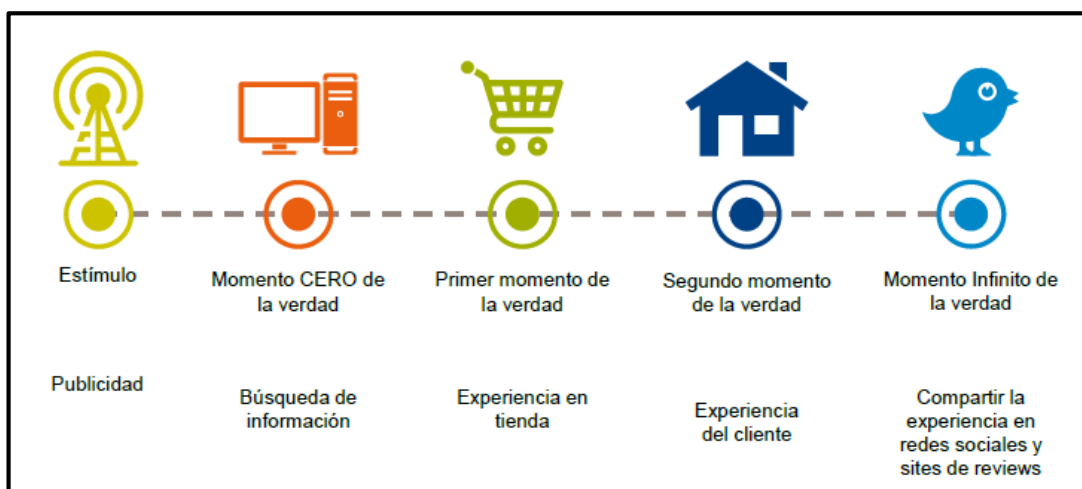 Estímulo
Momento CERO de
la verdad
Primer momento de
la verdad
Segundo momento
de la verdad
Momento Infinito de
la verdad
Publicidad
Búsqueda de
información
Experiencia en
tienda
Experiencia
del cliente
Compartir la
experiencia en
redes sociales y
sites de reviews